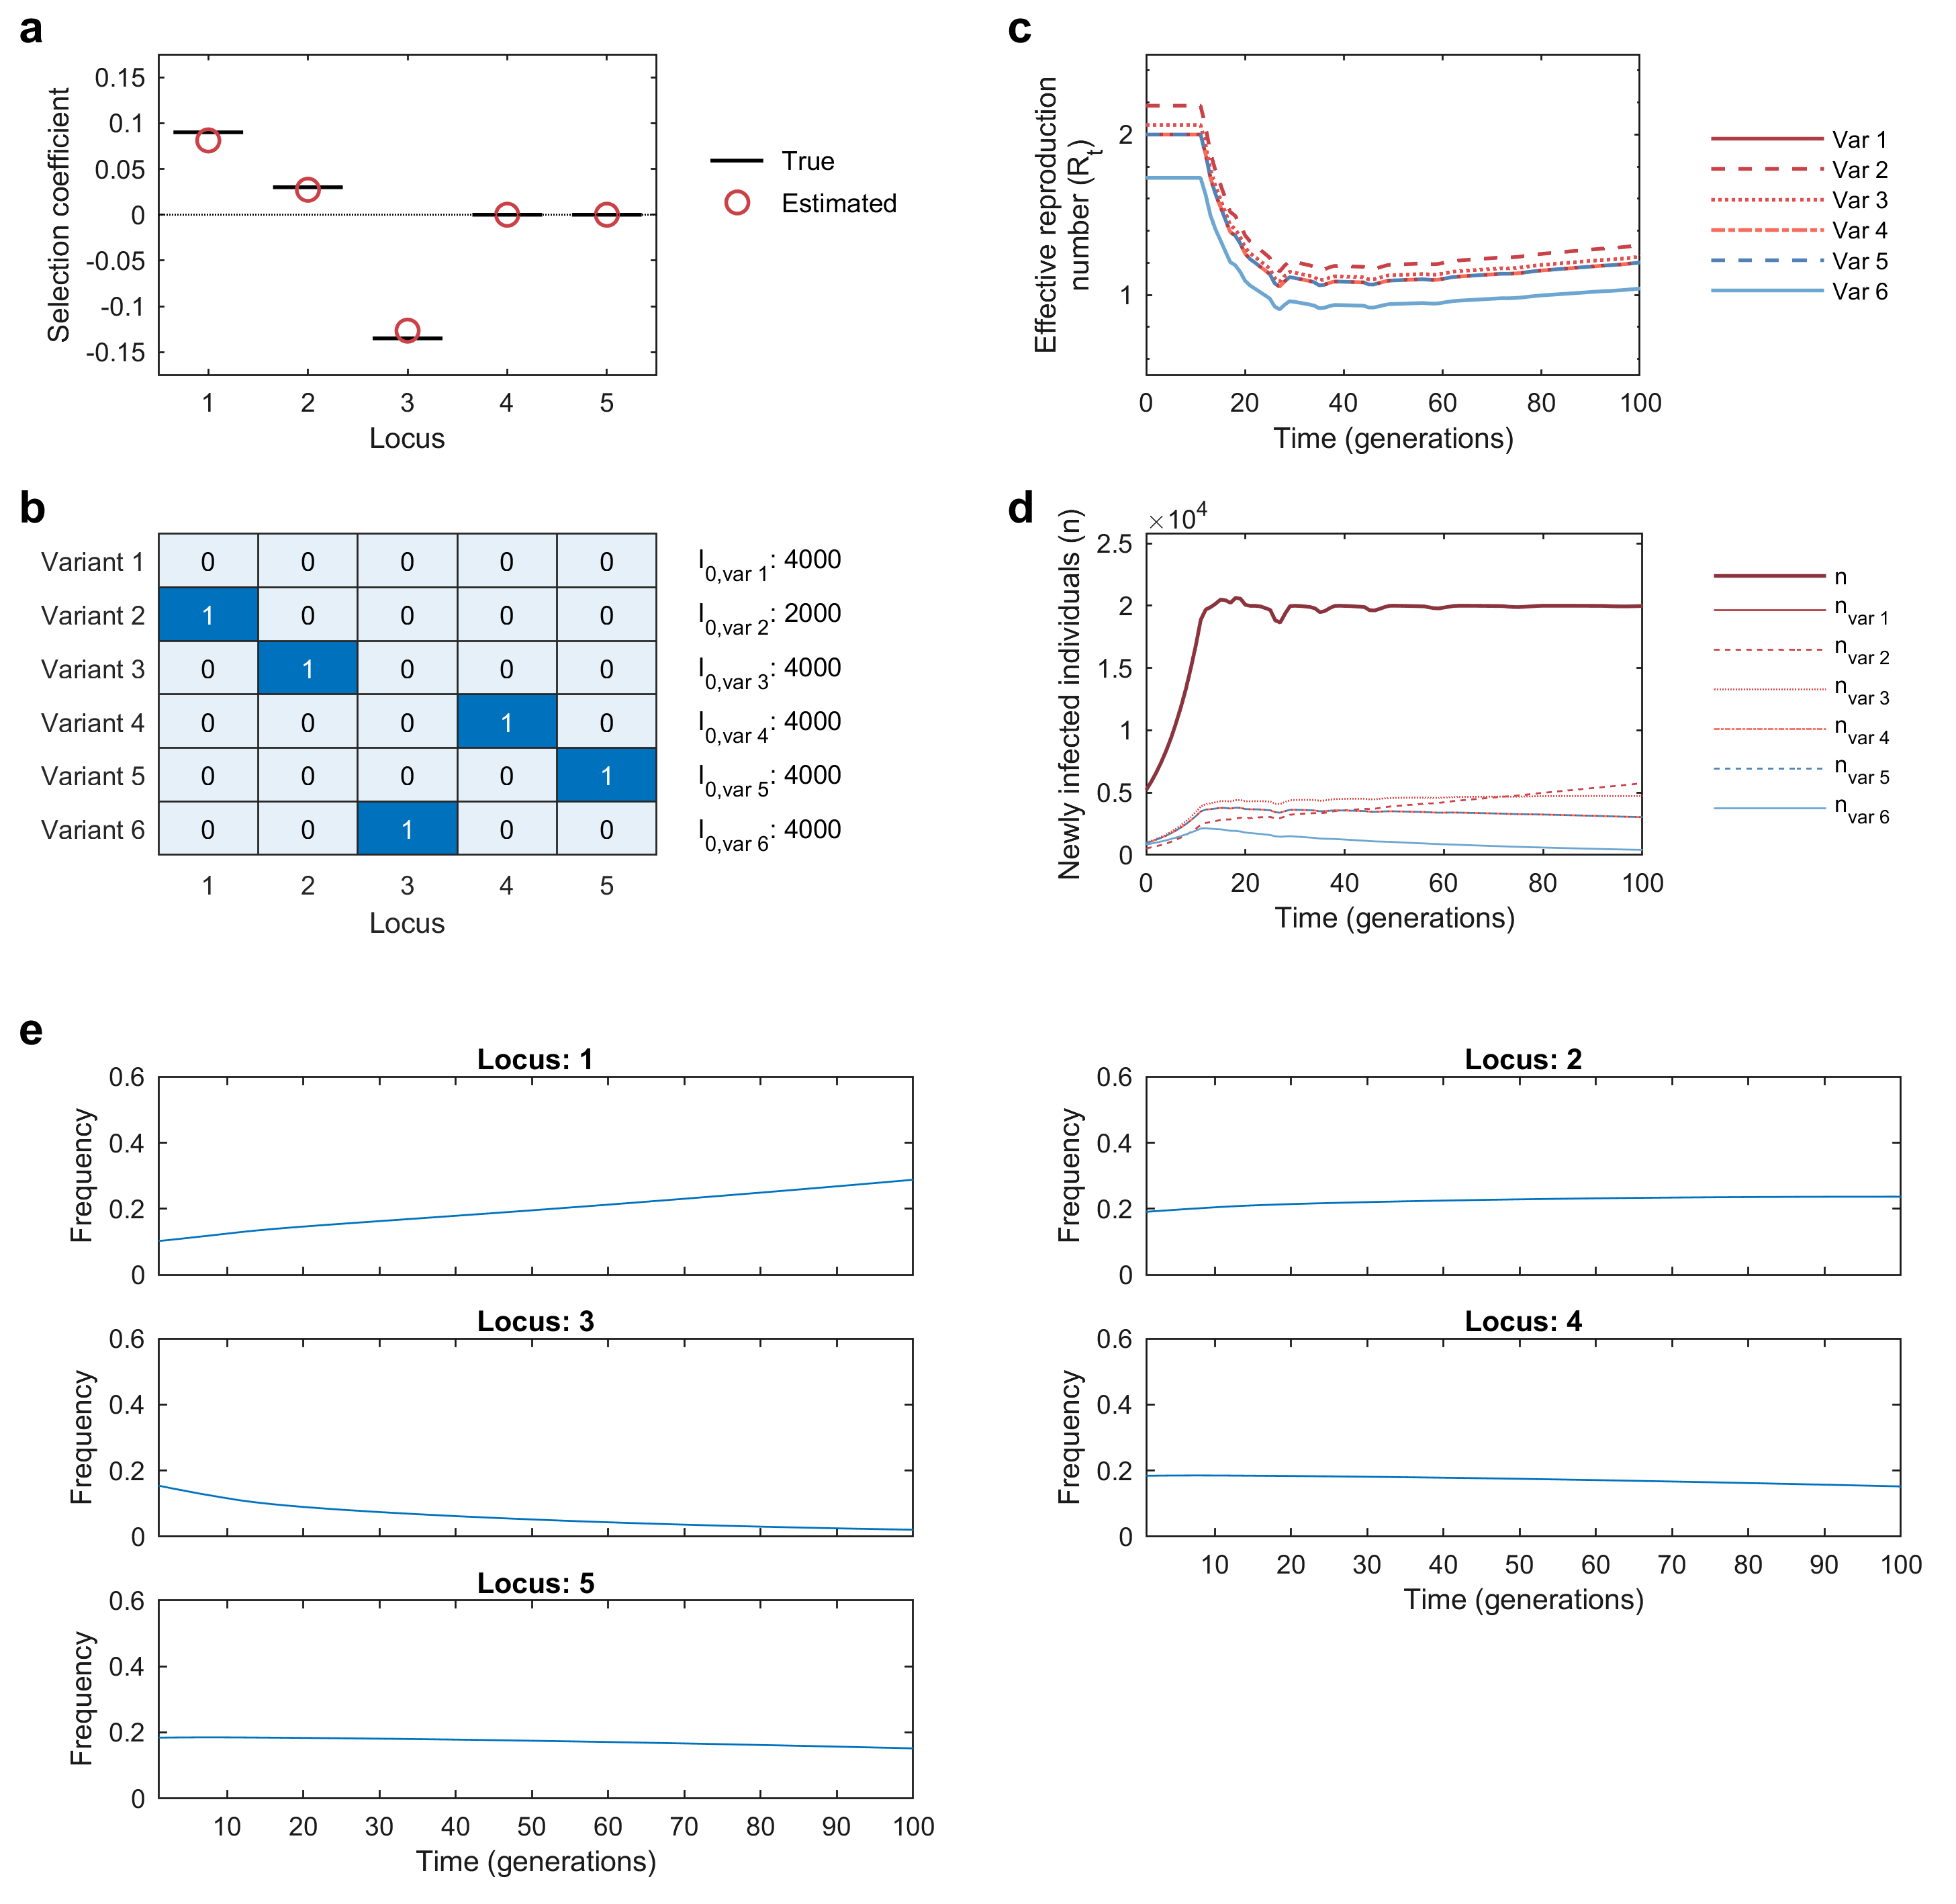 a
Selection coefficient
0.15
0.1
0.05
0
-0.05
-0.1
-0.15
1 2 3 4 5
Locus
True
Estimated
b
Variant 1 0 0 0 0 0 I0,var 1: 4000
Variant 2 1 0 0 0 0 I0,var 2: 2000
Variant 3 0 1 0 0 0 I0,var 3: 4000
Variant 4 0 0 0 1 0 I0,var 4: 4000
Variant 5 0 0 0 0 1 I0,var 5: 4000
Variant 6 0 0 1 0 0 I0,var 6: 4000
1 2 3 4 5
Locus
c
Effective reproduction
number (Rt)
2
1
0 20 40 60 80 100
Time (generations)
Var 1
Var 2
Var 3
Var 4
Var 5
Var 6
d
Newly infected individuals (n)
×10^4
2.5
2
1.5
1
0.5
0
0 20 40 60 80 100
Time (generations)
n
nvar 1
nvar 2
nvar 3
nvar 4
nvar 5
nvar 6
e
Locus: 1
Frequency
0.6
0.4
0.2
0
Locus: 2
Frequency
0.6
0.4
0.2
0
Locus: 3
Frequency
0.6
0.4
0.2
0
Locus: 4
Frequency
0.6
0.4
0.2
0
10 20 30 40 50 60 70 80 90 100
Time (generations)
Locus: 5
Frequency
0.6
0.4
0.2
0
10 20 30 40 50 60 70 80 90 100
Time (generations)